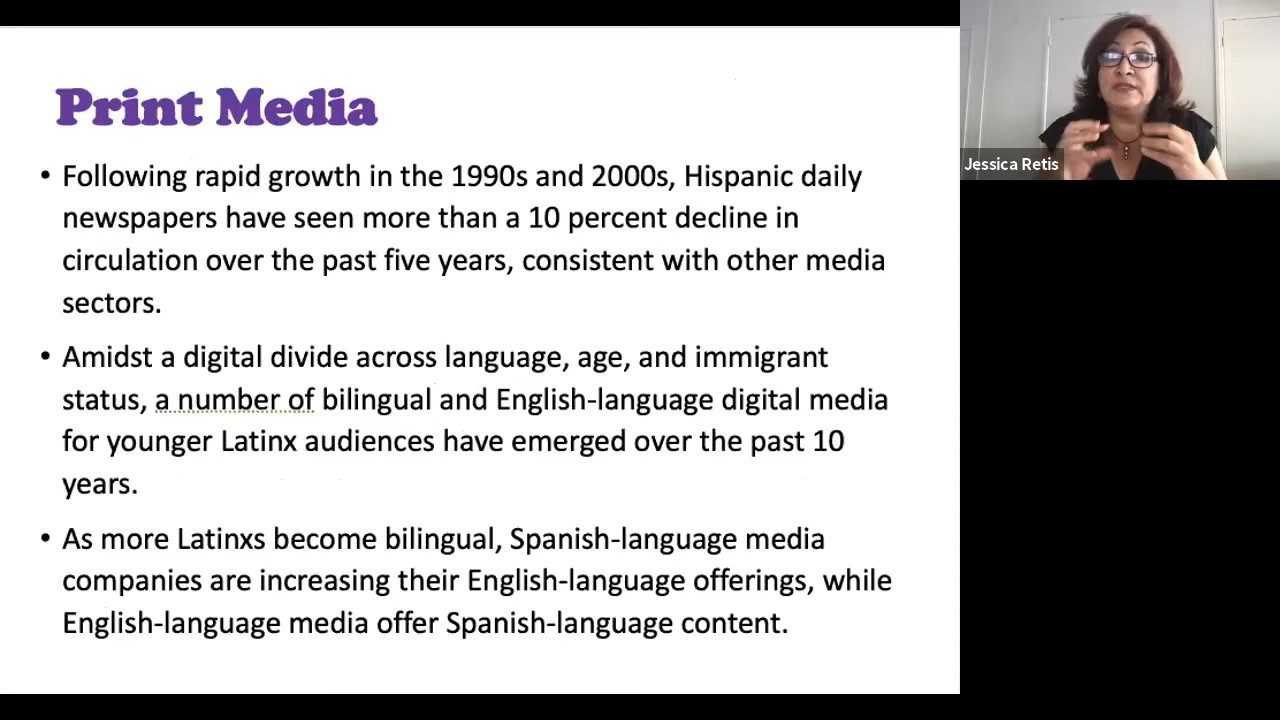 Print Media
• Following rapid growth in the 1990s and 2000s, Hispanic daily
newspapers have seen more than a 10 percent decline in
circulation over the past five years, consistent with other media
sectors.
• Amidst a digital divide across language, age, and immigrant
status, a number of bilingual and English-language digital media
for younger Latinx audiences have emerged over the past 10
years.
• As more Latinxs become bilingual, Spanish-language media
companies are increasing their English-language offerings, while
English-language media offer Spanish-language content.
Jessica Retis